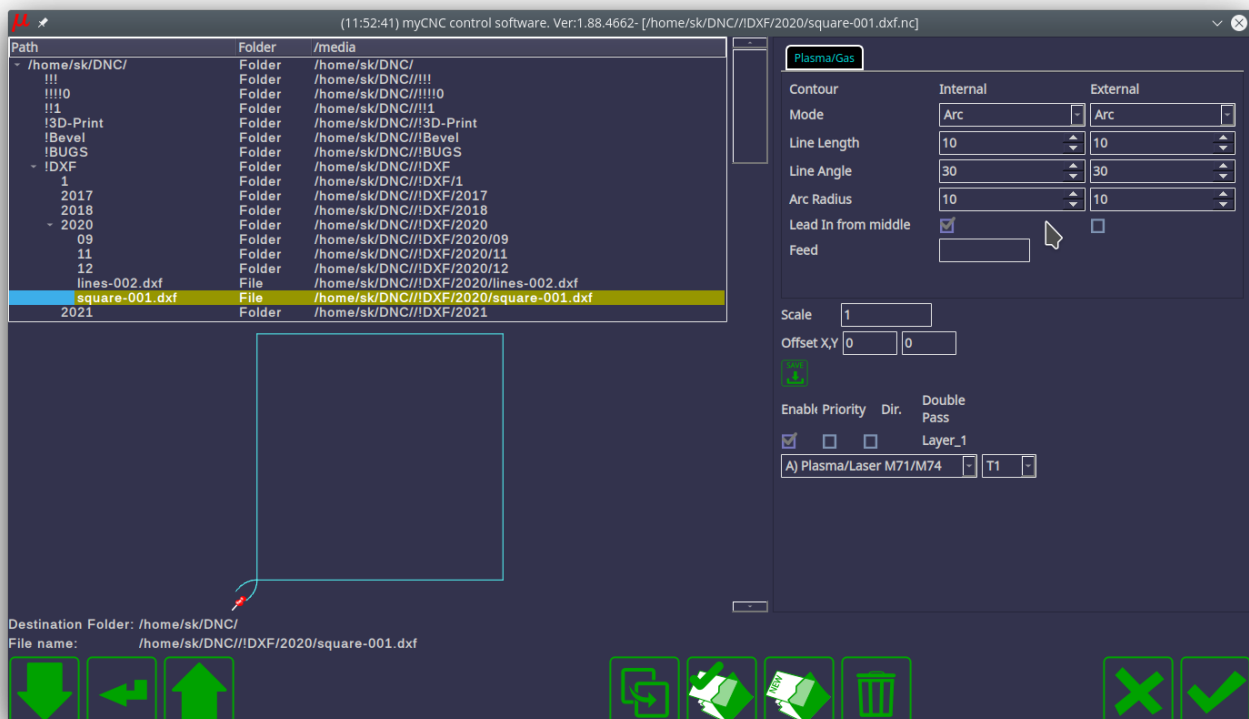 (11:52:41) myCNC control software. Ver:1.88.4662- [/home/sk/DNC//!DXF/2020/square-001.dxf.nc]
Path Folder /media
/home/sk/DNC/ Folder /home/sk/DNC/
!!! Folder /home/sk/DNC//!!!
!!!!0 Folder /home/sk/DNC//!!!!0
!!1 Folder /home/sk/DNC//!!1
!3D-Print Folder /home/sk/DNC//!3D-Print
!Bevel Folder /home/sk/DNC//!Bevel
!BUGS Folder /home/sk/DNC//!BUGS
!DXF Folder /home/sk/DNC//!DXF
1 Folder /home/sk/DNC//!DXF/1
2017 Folder /home/sk/DNC//!DXF/2017
2018 Folder /home/sk/DNC//!DXF/2018
2020 Folder /home/sk/DNC//!DXF/2020
09 Folder /home/sk/DNC//!DXF/2020/09
11 Folder /home/sk/DNC//!DXF/2020/11
12 Folder /home/sk/DNC//!DXF/2020/12
lines-002.dxf File /home/sk/DNC//!DXF/2020/lines-002.dxf
square-001.dxf File /home/sk/DNC//!DXF/2020/square-001.dxf
2021 Folder /home/sk/DNC//!DXF/2021
Plasma/Gas
Contour Internal External
Mode Arc Arc
Line Length 10 10
Line Angle 30 30
Arc Radius 10 10
Lead In from middle
Feed
Scale 1
Offset X,Y 0 0
SAVE
Enable Priority Dir. Double
Pass
Layer_1
A) Plasma/Laser M71/M74 T1
Destination Folder: /home/sk/DNC/
File name: /home/sk/DNC//!DXF/2020/square-001.dxf
NEW